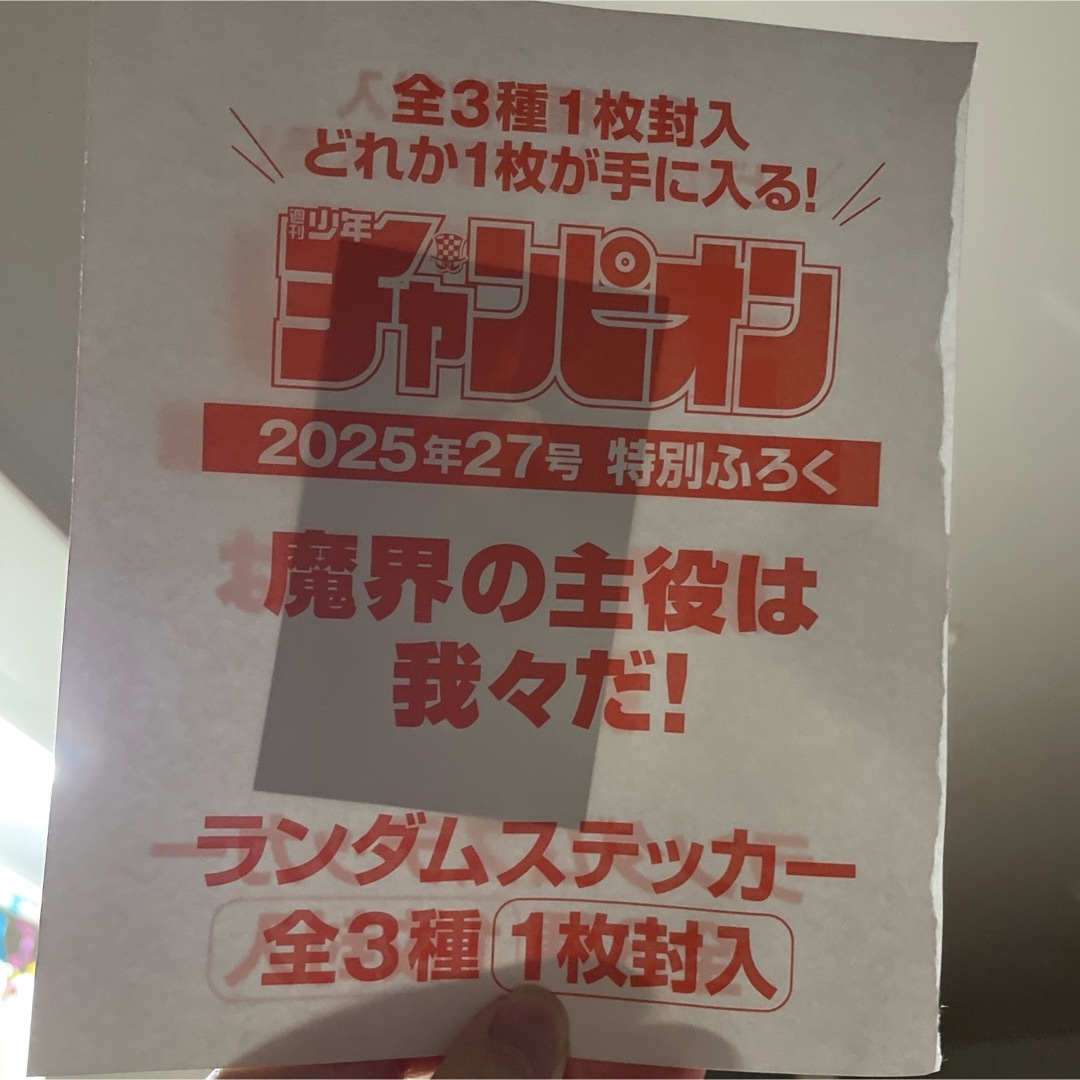 全3種1枚封入
どれか1枚が手に入る!
週刊少年
チャンピオン
2025年27号 特別ふろく
魔界の主役は
我々だ!
ランダムステッカー
全3種 1枚封入